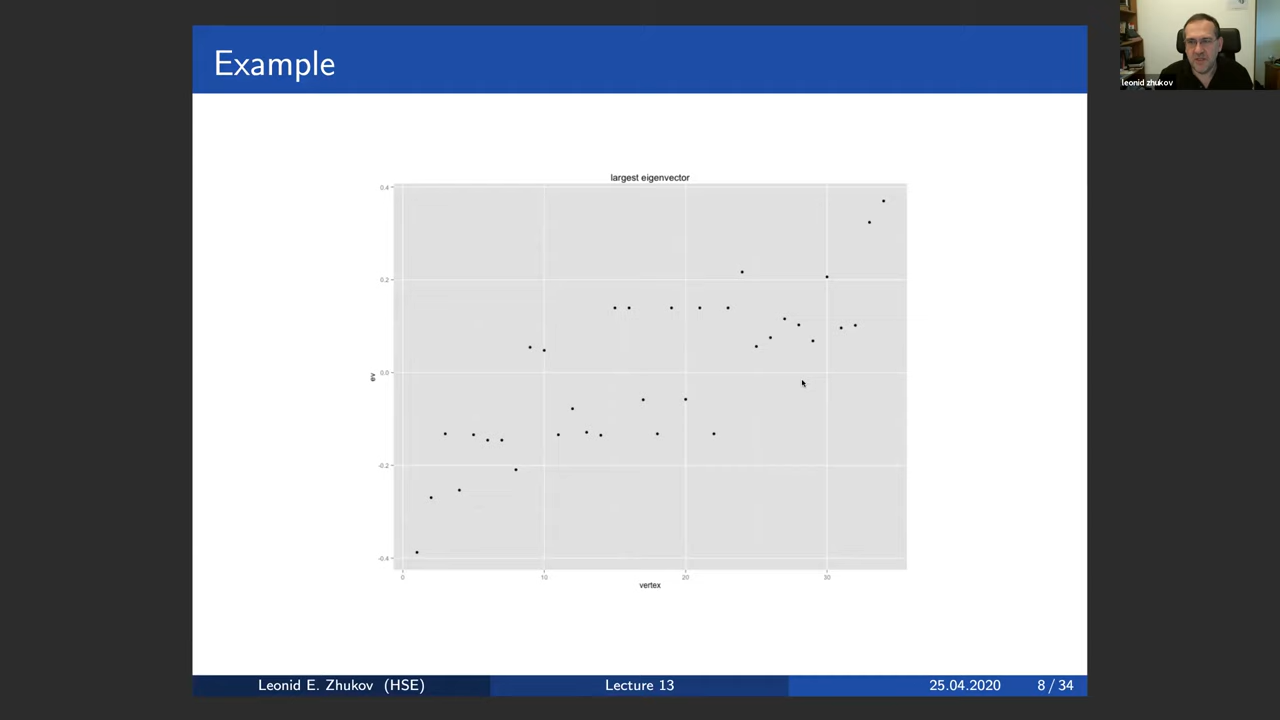 Example
leonid zhukov
largest eigenvector
0.4
0.2
0.0
-0.2
-0.4
ev
0 10 20 30
vertex
Leonid E. Zhukov (HSE) Lecture 13 25.04.2020 8 / 34